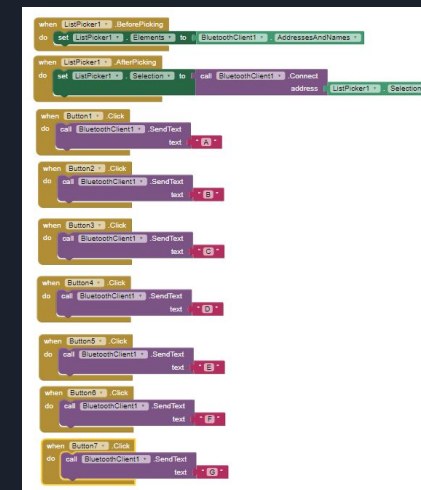 when ListPicker1 .BeforePicking
do set ListPicker1 . Elements to BluetoothClient1 . AddressesAndNames
when ListPicker1 .AfterPicking
do set ListPicker1 . Selection to call BluetoothClient1 .Connect
address ListPicker1 . Selection
when Button1 .Click
do call BluetoothClient1 .SendText
text " A "
when Button2 .Click
do call BluetoothClient1 .SendText
text " B "
when Button3 .Click
do call BluetoothClient1 .SendText
text " C "
when Button4 .Click
do call BluetoothClient1 .SendText
text " D "
when Button5 .Click
do call BluetoothClient1 .SendText
text " E "
when Button6 .Click
do call BluetoothClient1 .SendText
text " F "
when Button7 .Click
do call BluetoothClient1 .SendText
text " G "